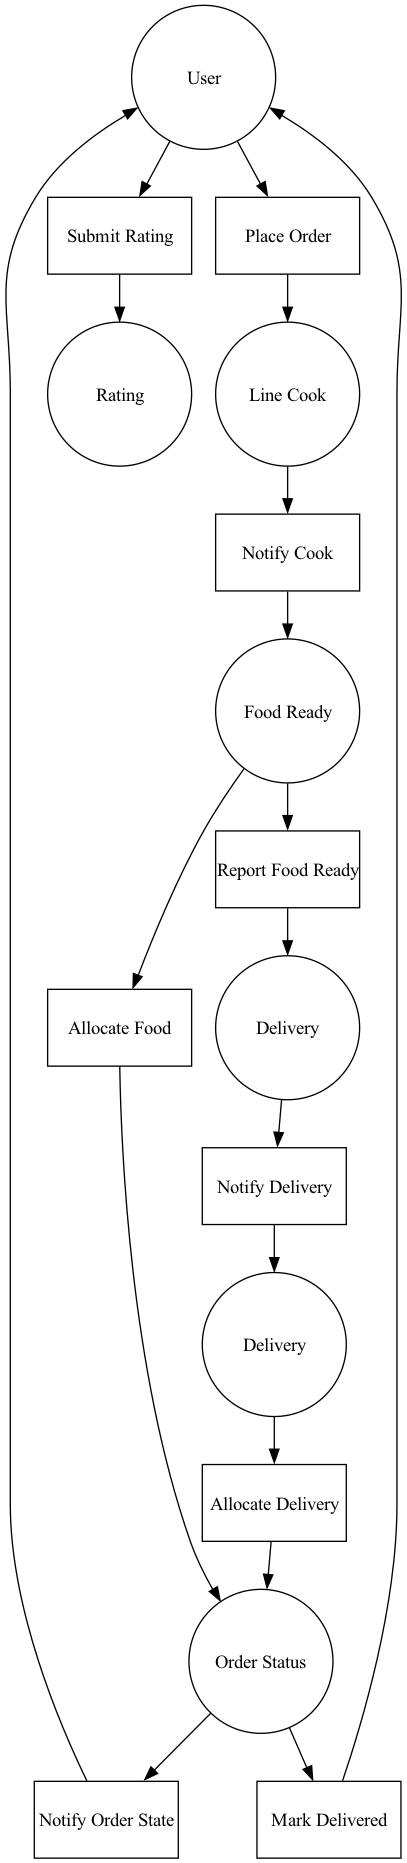 User
Submit Rating
Place Order
Rating
Line Cook
Notify Cook
Food Ready
Report Food Ready
Allocate Food
Delivery
Notify Delivery
Delivery
Allocate Delivery
Order Status
Notify Order State
Mark Delivered